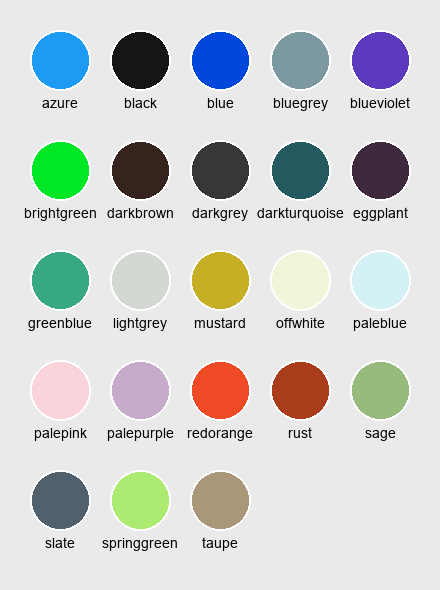 azure black blue bluegrey blueviolet
brightgreen darkbrown darkgrey darkturquoise eggplant
greenblue lightgrey mustard offwhite paleblue
palepink palepurple redorange rust sage
slate springgreen taupe